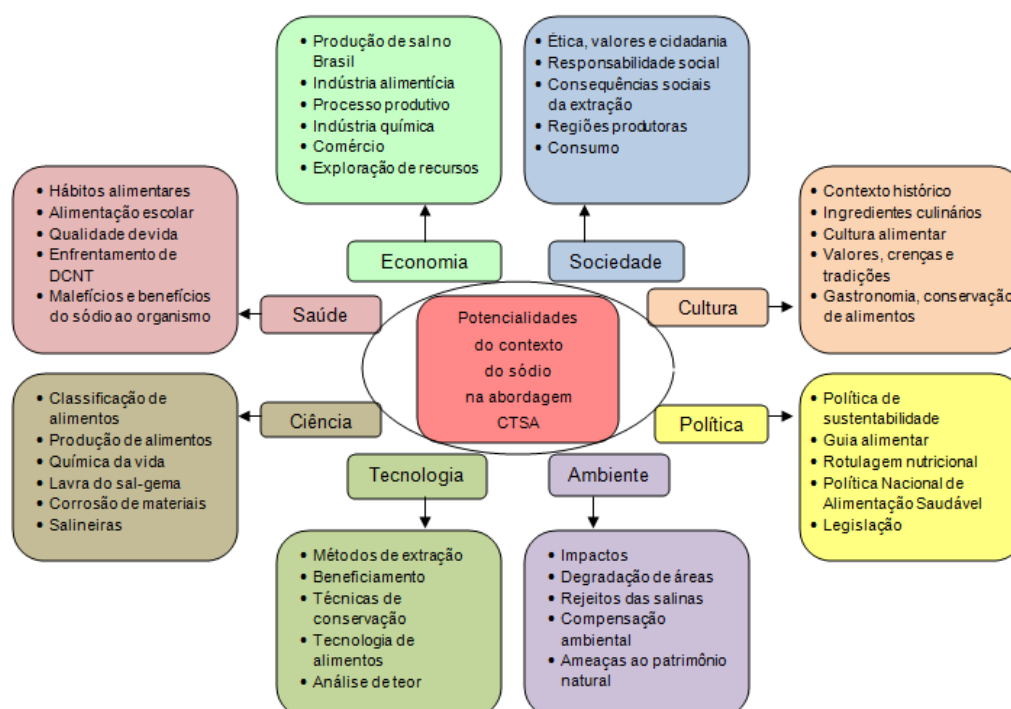 • Produção de sal no
Brasil
• Indústria alimentícia
• Processo produtivo
• Indústria química
• Comércio
• Exploração de recursos
• Ética, valores e cidadania
• Responsabilidade social
• Consequências sociais
da extração
• Regiões produtoras
• Consumo
• Hábitos alimentares
• Alimentação escolar
• Qualidade de vida
• Enfrentamento de
DCNT
• Malefícios e benefícios
do sódio ao organismo
• Contexto histórico
• Ingredientes culinários
• Cultura alimentar
• Valores, crenças e
tradições
• Gastronomia, conservação
de alimentos
Economia
Sociedade
Saúde
Cultura
Potencialidades
do contexto
do sódio
na abordagem
CTSA
Ciência
Política
Tecnologia
Ambiente
• Classificação de
alimentos
• Produção de alimentos
• Química da vida
• Lavra do sal-gema
• Corrosão de materiais
• Salineiras
• Política de
sustentabilidade
• Guia alimentar
• Rotulagem nutricional
• Política Nacional de
Alimentação Saudável
• Legislação
• Métodos de extração
• Beneficiamento
• Técnicas de
conservação
• Tecnologia de
alimentos
• Análise de teor
• Impactos
• Degradação de áreas
• Rejeitos das salinas
• Compensação
ambiental
• Ameaças ao patrimônio
natural